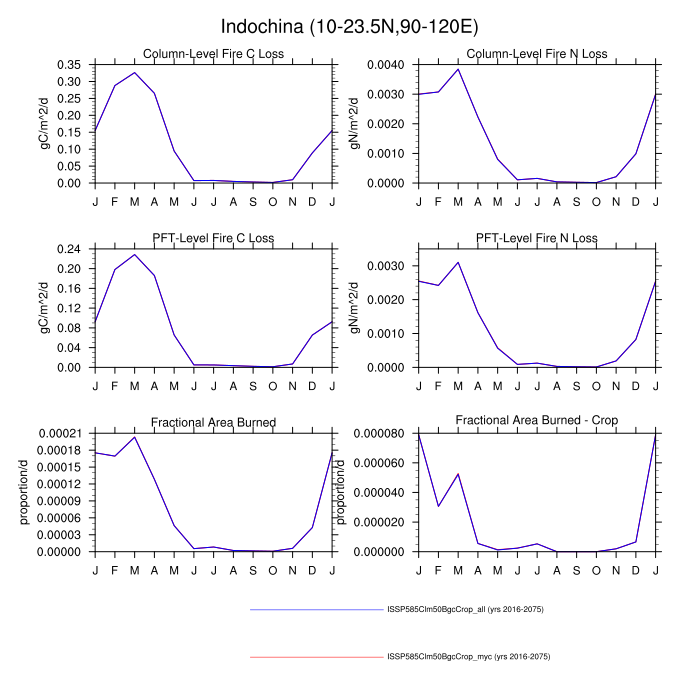 Indochina (10-23.5N,90-120E)
Column-Level Fire C Loss
gC/m^2/d
0.35
0.30
0.25
0.20
0.15
0.10
0.05
0.00
J F M A M J J A S O N D J
Column-Level Fire N Loss
gN/m^2/d
0.0040
0.0030
0.0020
0.0010
0.0000
J F M A M J J A S O N D J
PFT-Level Fire C Loss
gC/m^2/d
0.24
0.20
0.16
0.12
0.08
0.04
0.00
J F M A M J J A S O N D J
PFT-Level Fire N Loss
gN/m^2/d
0.0030
0.0020
0.0010
0.0000
J F M A M J J A S O N D J
Fractional Area Burned
proportion/d
0.00021
0.00018
0.00015
0.00012
0.00009
0.00006
0.00003
0.00000
J F M A M J J A S O N D J
Fractional Area Burned - Crop
proportion/d
0.000080
0.000060
0.000040
0.000020
0.000000
J F M A M J J A S O N D J
ISSP585Clm50BgcCrop_all (yrs 2016-2075)
ISSP585Clm50BgcCrop_myc (yrs 2016-2075)